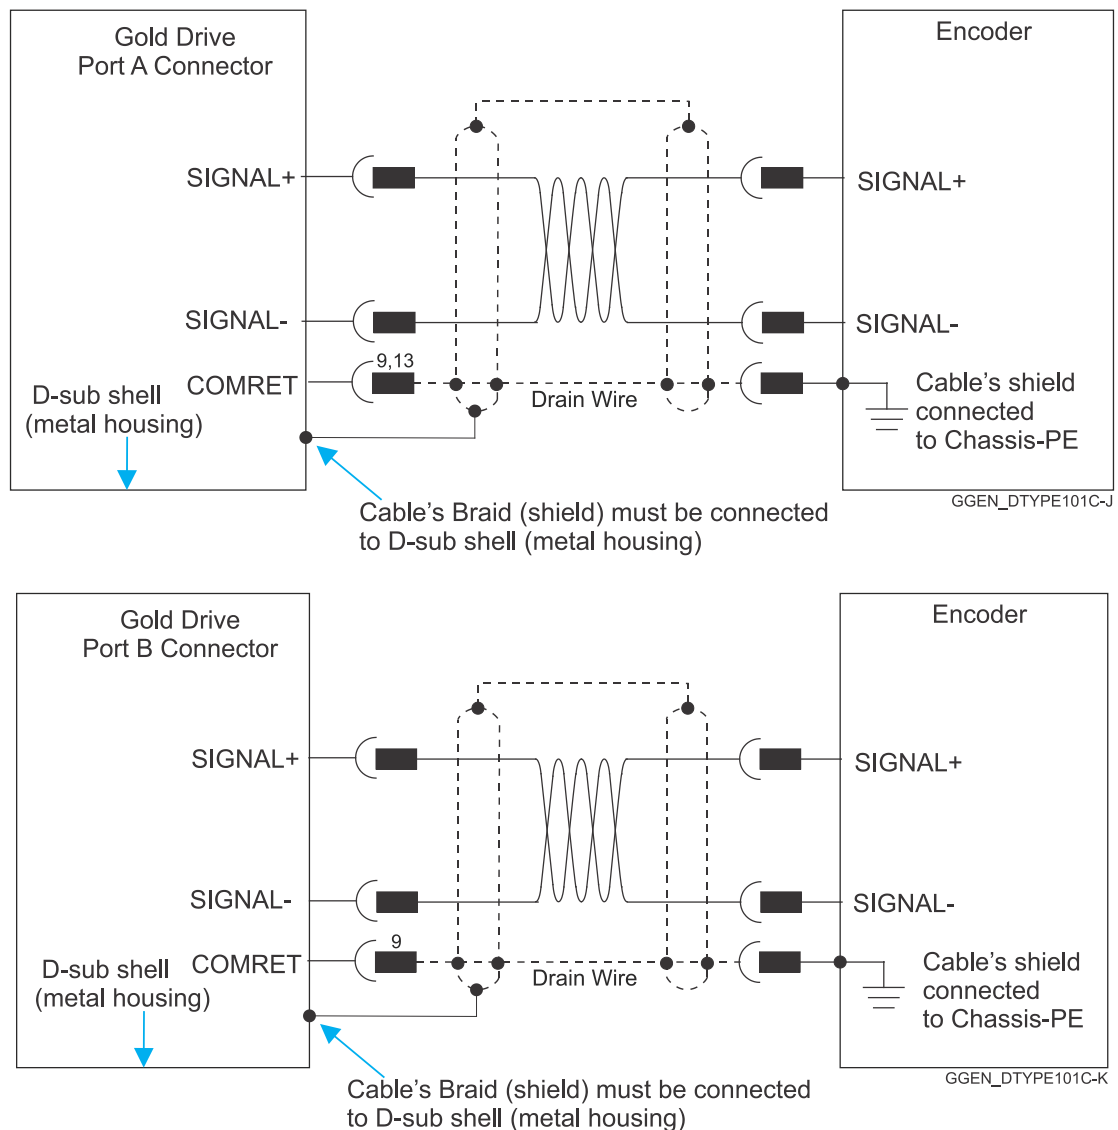 Gold Drive
Port A Connector
Encoder
SIGNAL+
SIGNAL+
SIGNAL-
SIGNAL-
9,13
COMRET
Drain Wire
D-sub shell
(metal housing)
Cable's shield
connected
to Chassis-PE
GGEN_DTYPE101C-J
Cable's Braid (shield) must be connected
to D-sub shell (metal housing)
Gold Drive
Port B Connector
Encoder
SIGNAL+
SIGNAL+
SIGNAL-
SIGNAL-
9
COMRET
Drain Wire
D-sub shell
(metal housing)
Cable's shield
connected
to Chassis-PE
GGEN_DTYPE101C-K
Cable's Braid (shield) must be connected
to D-sub shell (metal housing)